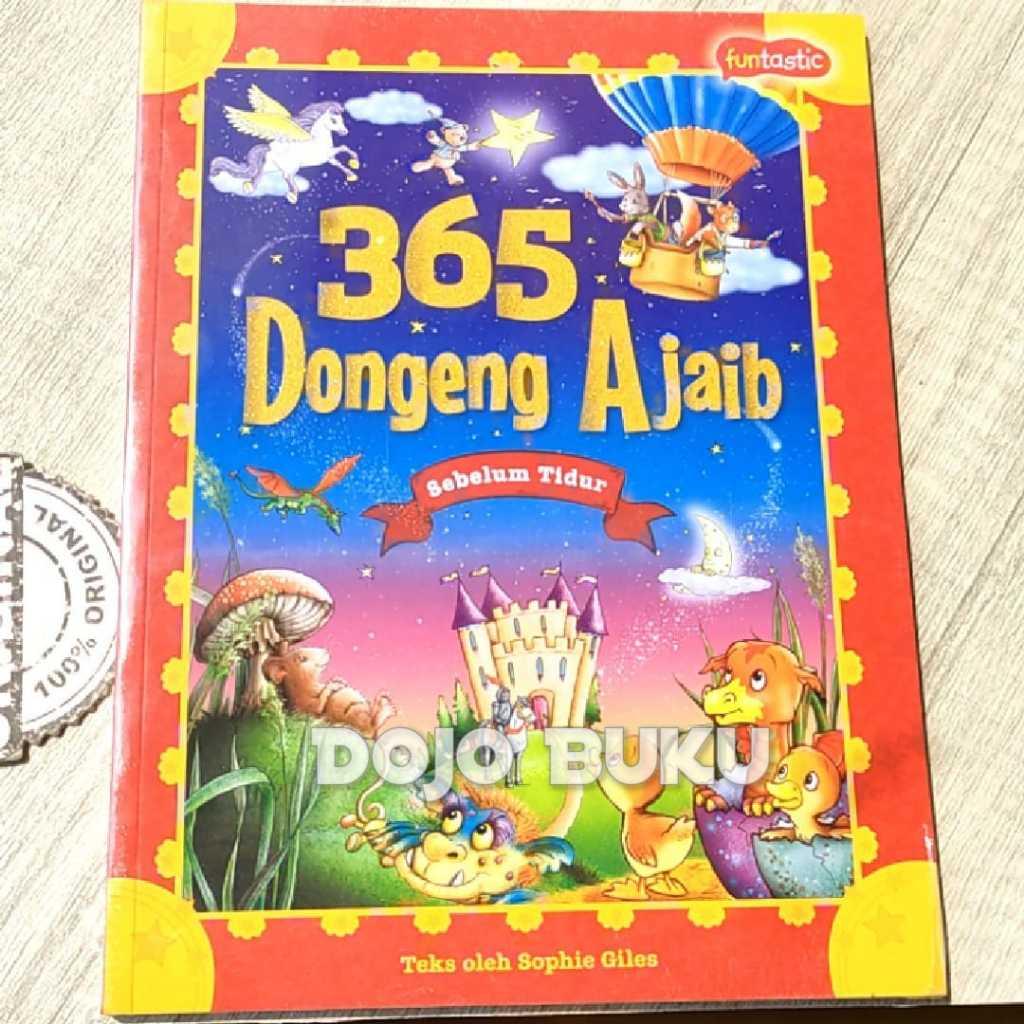 funtastic
365
Dongeng Ajaib
Sebelum Tidur
DOJO BUKU
100% ORIGINAL
Teks oleh Sophie Giles